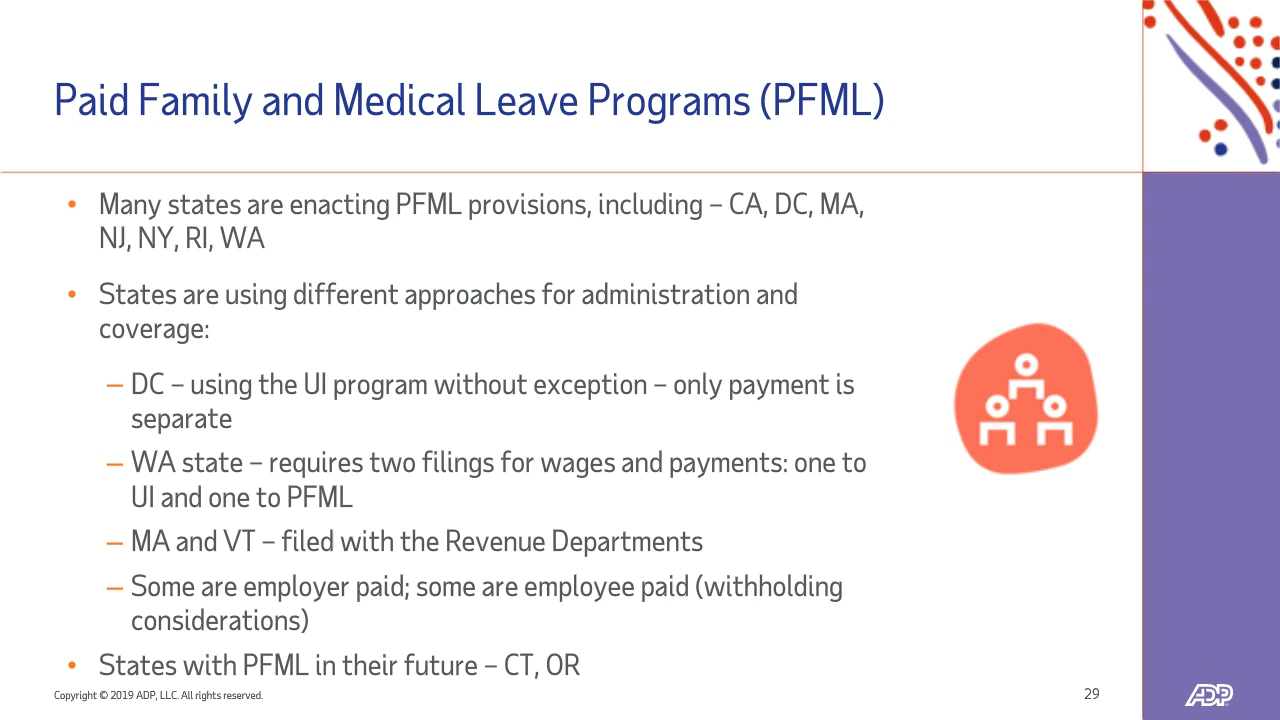 Paid Family and Medical Leave Programs (PFML)
• Many states are enacting PFML provisions, including – CA, DC, MA,
NJ, NY, RI, WA
• States are using different approaches for administration and
coverage:
– DC – using the UI program without exception – only payment is
separate
– WA state – requires two filings for wages and payments: one to
UI and one to PFML
– MA and VT – filed with the Revenue Departments
– Some are employer paid; some are employee paid (withholding
considerations)
• States with PFML in their future – CT, OR
Copyright © 2019 ADP, LLC. All rights reserved.
29
ADP